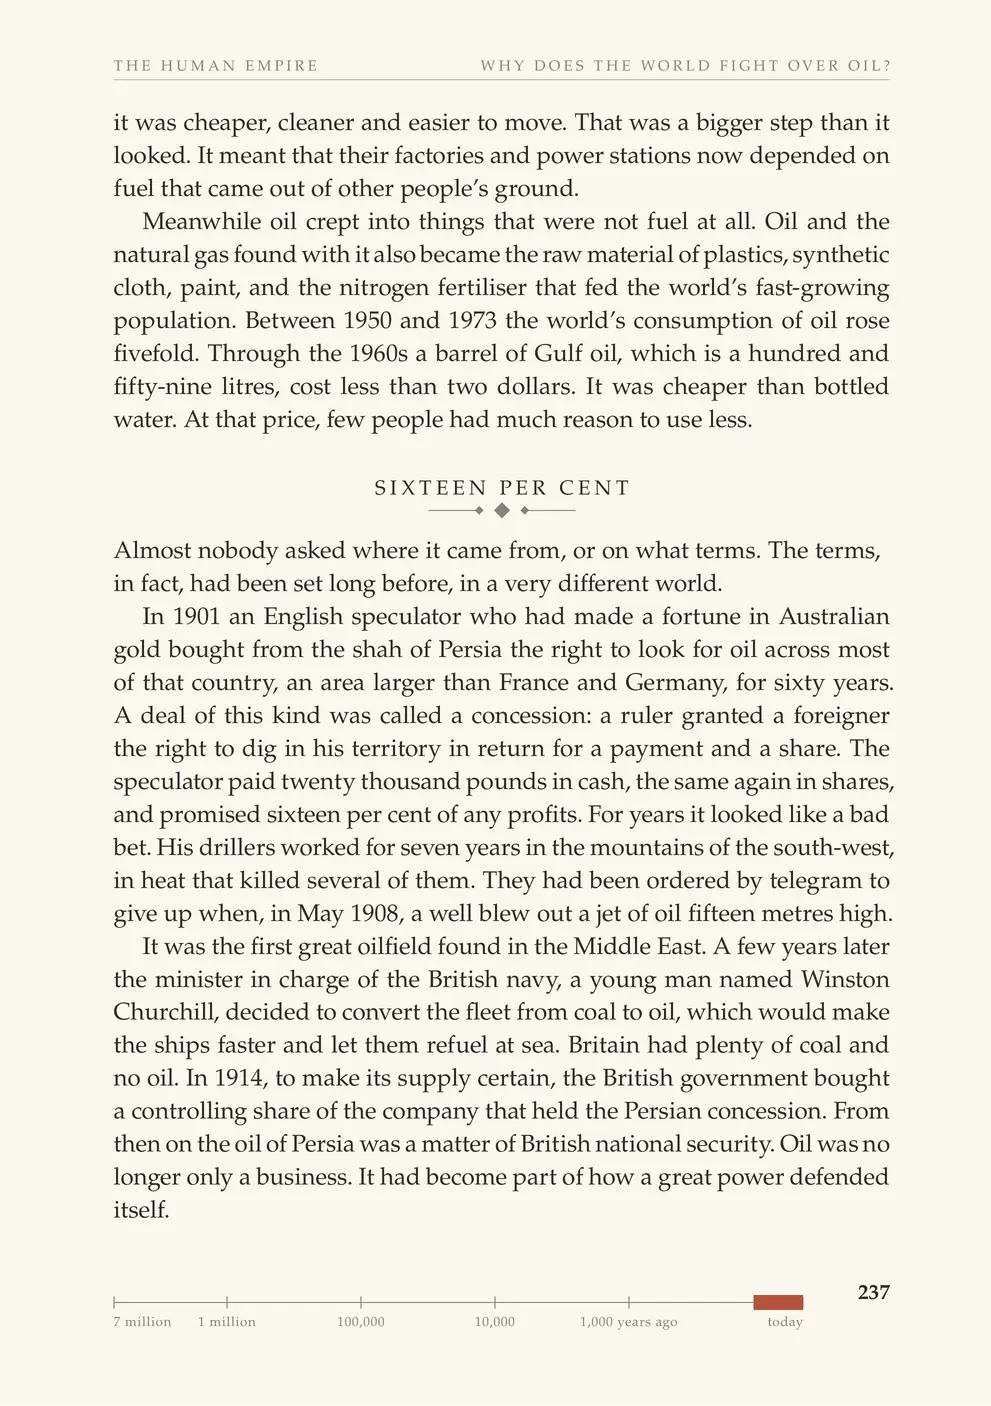 THE HUMAN EMPIRE
WHY DOES THE WORLD FIGHT OVER OIL?
it was cheaper, cleaner and easier to move. That was a bigger step than it
looked. It meant that their factories and power stations now depended on
fuel that came out of other people’s ground.
Meanwhile oil crept into things that were not fuel at all. Oil and the
natural gas found with it also became the raw material of plastics, synthetic
cloth, paint, and the nitrogen fertiliser that fed the world’s fast-growing
population. Between 1950 and 1973 the world’s consumption of oil rose
fivefold. Through the 1960s a barrel of Gulf oil, which is a hundred and
fifty-nine litres, cost less than two dollars. It was cheaper than bottled
water. At that price, few people had much reason to use less.
SIXTEEN PER CENT
Almost nobody asked where it came from, or on what terms. The terms,
in fact, had been set long before, in a very different world.
In 1901 an English speculator who had made a fortune in Australian
gold bought from the shah of Persia the right to look for oil across most
of that country, an area larger than France and Germany, for sixty years.
A deal of this kind was called a concession: a ruler granted a foreigner
the right to dig in his territory in return for a payment and a share. The
speculator paid twenty thousand pounds in cash, the same again in shares,
and promised sixteen per cent of any profits. For years it looked like a bad
bet. His drillers worked for seven years in the mountains of the south-west,
in heat that killed several of them. They had been ordered by telegram to
give up when, in May 1908, a well blew out a jet of oil fifteen metres high.
It was the first great oilfield found in the Middle East. A few years later
the minister in charge of the British navy, a young man named Winston
Churchill, decided to convert the fleet from coal to oil, which would make
the ships faster and let them refuel at sea. Britain had plenty of coal and
no oil. In 1914, to make its supply certain, the British government bought
a controlling share of the company that held the Persian concession. From
then on the oil of Persia was a matter of British national security. Oil was no
longer only a business. It had become part of how a great power defended
itself.
237
7 million 1 million 100,000 10,000 1,000 years ago today